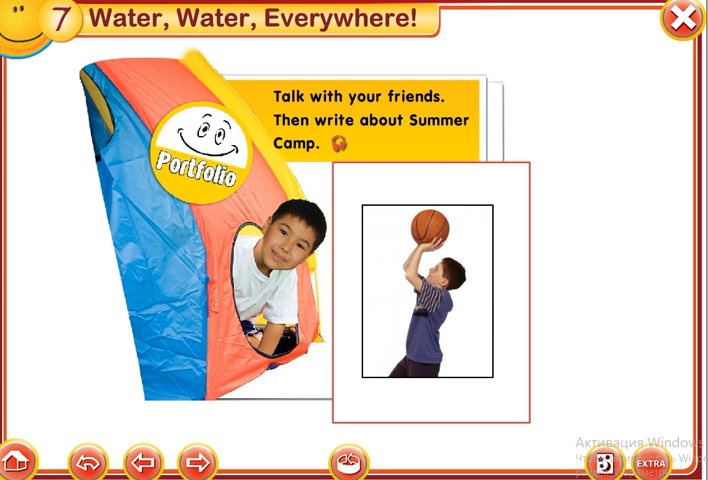 7 Water, Water, Everywhere!
Talk with your friends.
Then write about Summer
Camp.
Portfolio
Активация Windows
EXTRA